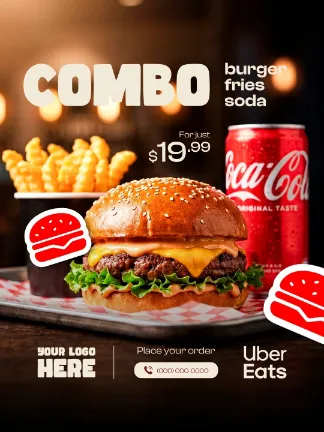 COMBO
burger
fries
soda
For just
$19.99
Coca-Cola
ORIGINAL TASTE
YOUR LOGO
HERE
Place your order
(000) 000-0000
Uber
Eats